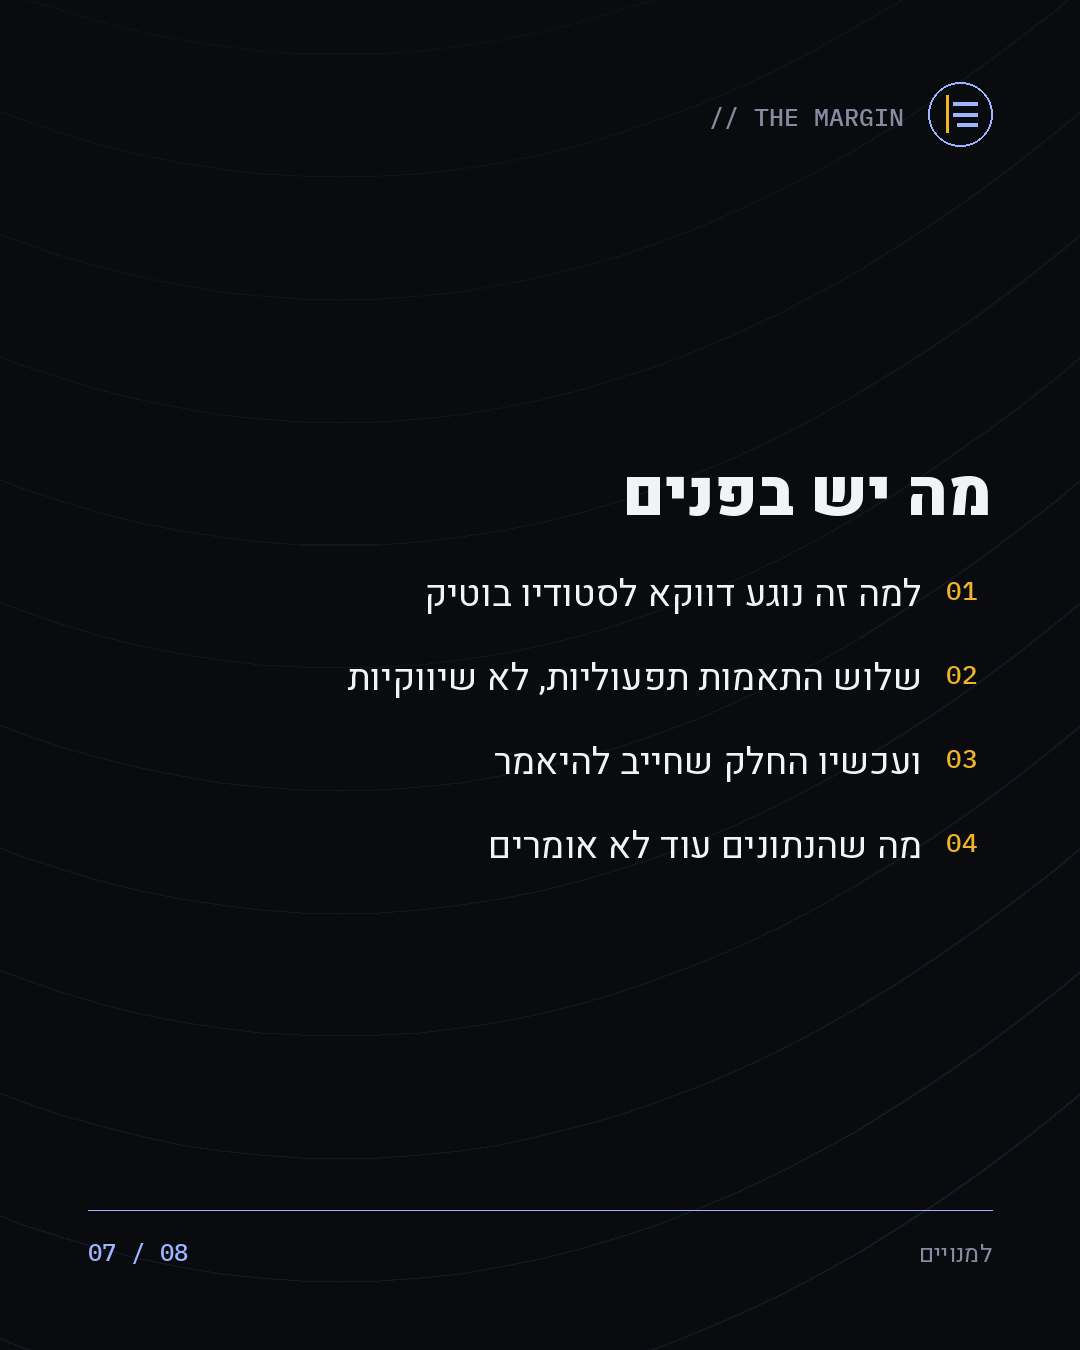 // THE MARGIN
מה יש בפנים
01 למה זה נוגע דווקא לסטודיו בוטיק
02 שלוש התאמות תפעוליות, לא שיווקיות
03 ועכשיו החלק שחייב להיאמר
04 מה שהנתונים עוד לא אומרים
למנויים
07 / 08